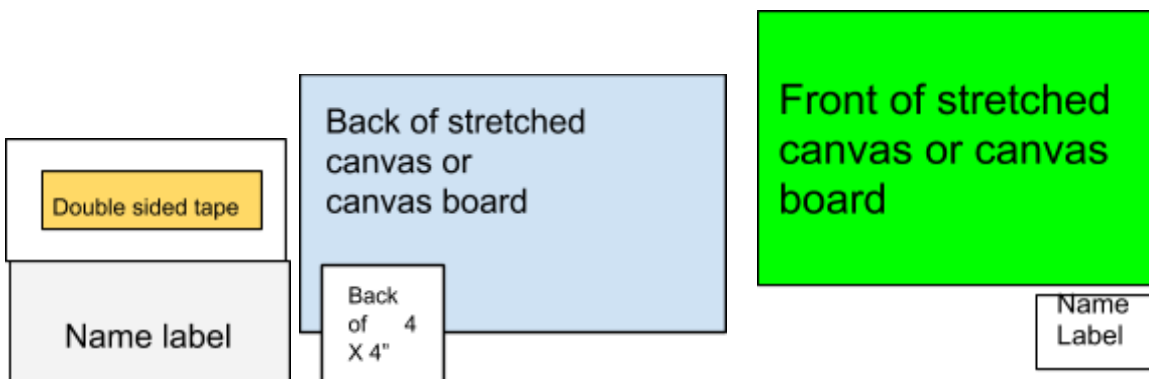 Double sided tape
Name label
Back of stretched
canvas or
canvas board
Back
of 4
X 4”
Front of stretched
canvas or canvas
board
Name
Label